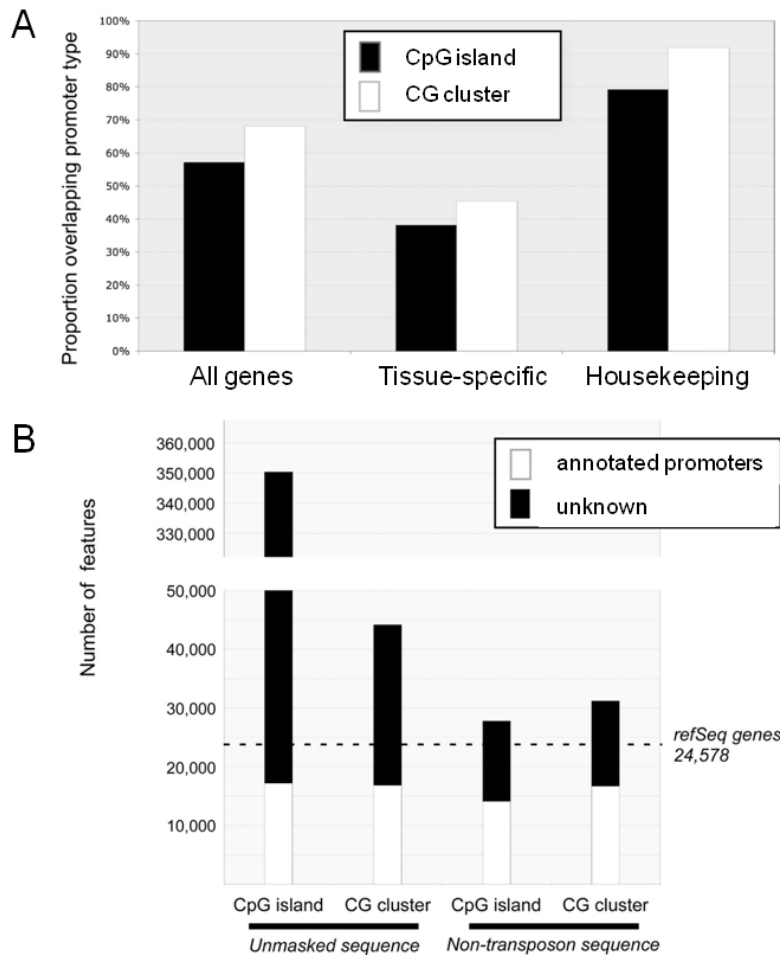 A
Proportion overlapping promoter type
100%
90%
80%
70%
60%
50%
40%
30%
20%
10%
0%
CpG island
CG cluster
All genes
Tissue-specific
Housekeeping
B
Number of features
360,000
350,000
340,000
330,000
50,000
40,000
30,000
20,000
10,000
annotated promoters
unknown
refSeq genes
24,578
CpG island
CG cluster
CpG island
CG cluster
Unmasked sequence
Non-transposon sequence